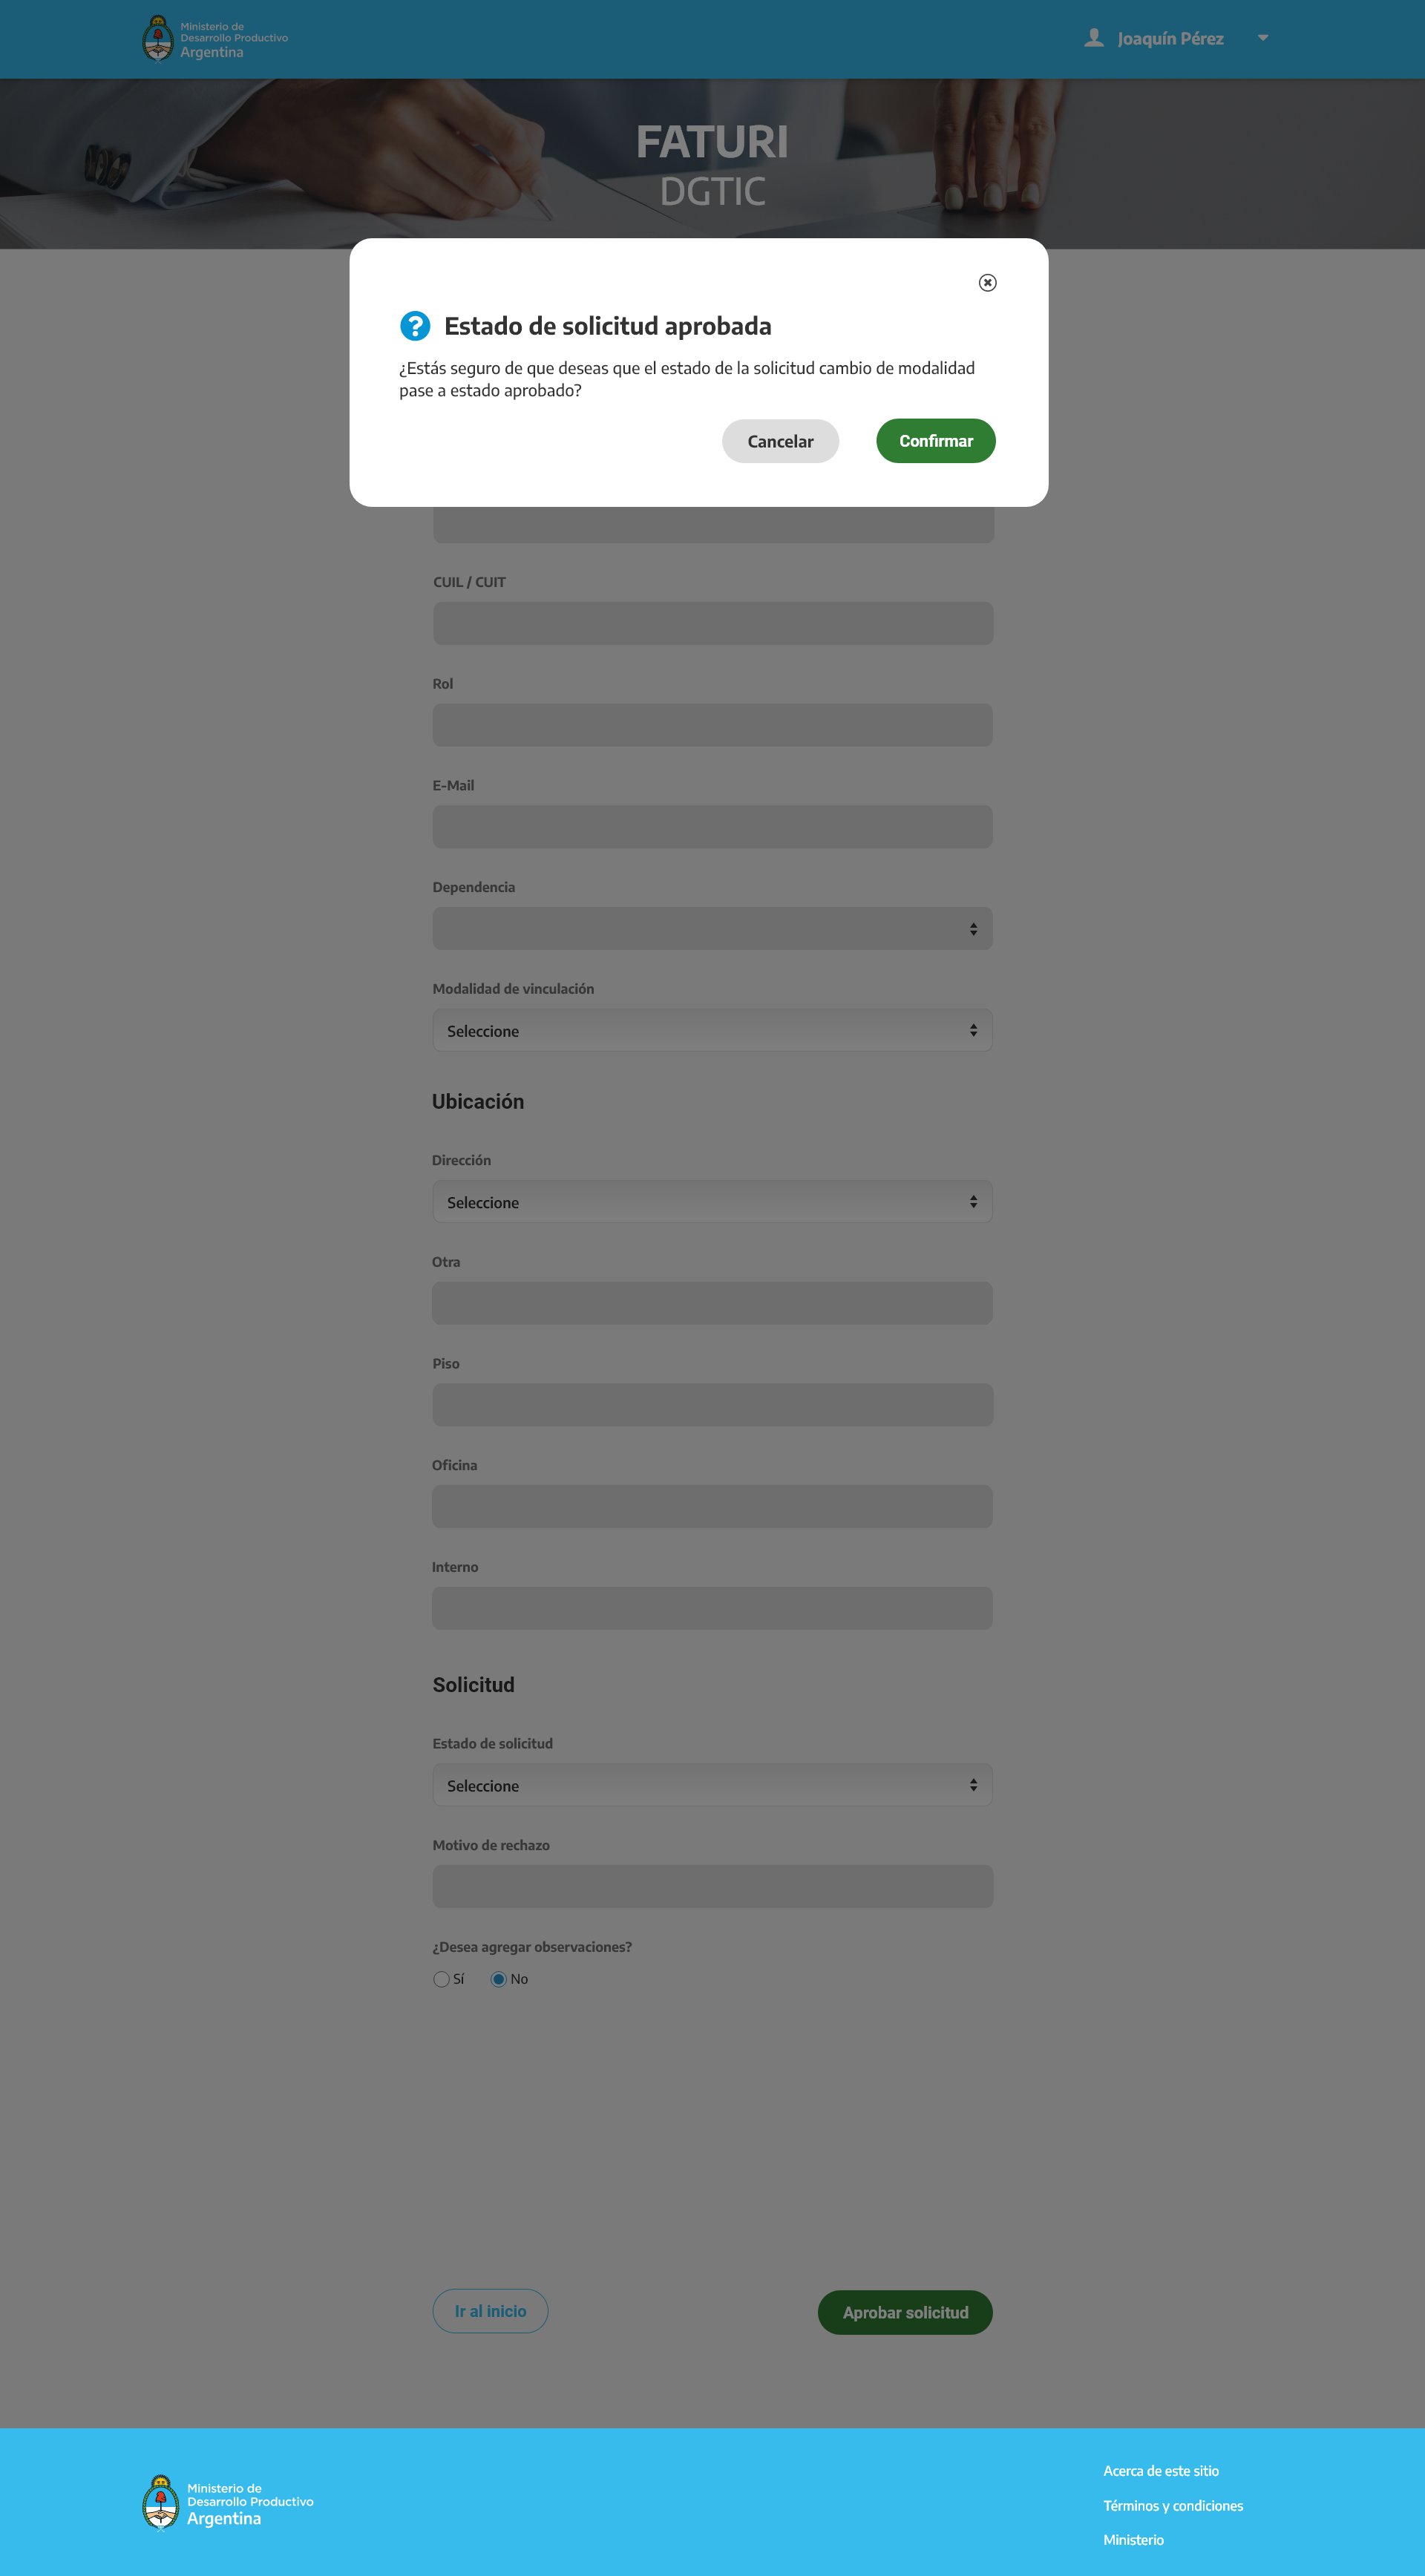 Ministerio de
Desarrollo Productivo
Argentina
Joaquín Pérez
FATURI
DGTIC
Estado de solicitud aprobada
¿Estás seguro de que deseas que el estado de la solicitud cambio de modalidad
pase a estado aprobado?
Cancelar
Confirmar
CUIL / CUIT
Rol
E-Mail
Dependencia
Modalidad de vinculación
Seleccione
Ubicación
Dirección
Seleccione
Otra
Piso
Oficina
Interno
Solicitud
Estado de solicitud
Seleccione
Motivo de rechazo
¿Desea agregar observaciones?
Sí
No
Ir al inicio
Aprobar solicitud
Ministerio de
Desarrollo Productivo
Argentina
Acerca de este sitio
Términos y condiciones
Ministerio